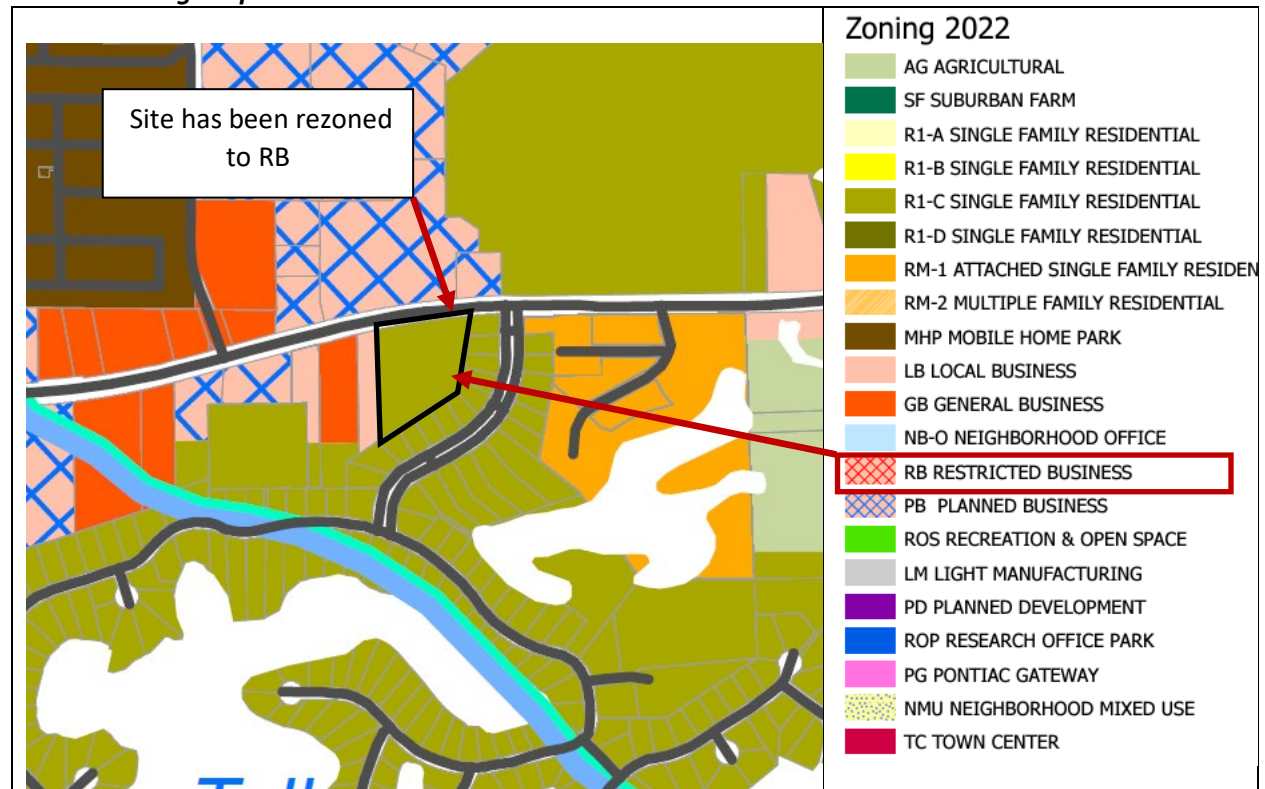 Site has been rezoned
to RB
Zoning 2022
AG AGRICULTURAL
SF SUBURBAN FARM
R1-A SINGLE FAMILY RESIDENTIAL
R1-B SINGLE FAMILY RESIDENTIAL
R1-C SINGLE FAMILY RESIDENTIAL
R1-D SINGLE FAMILY RESIDENTIAL
RM-1 ATTACHED SINGLE FAMILY RESIDEN
RM-2 MULTIPLE FAMILY RESIDENTIAL
MHP MOBILE HOME PARK
LB LOCAL BUSINESS
GB GENERAL BUSINESS
NB-O NEIGHBORHOOD OFFICE
RB RESTRICTED BUSINESS
PB PLANNED BUSINESS
ROS RECREATION & OPEN SPACE
LM LIGHT MANUFACTURING
PD PLANNED DEVELOPMENT
ROP RESEARCH OFFICE PARK
PG PONTIAC GATEWAY
NMU NEIGHBORHOOD MIXED USE
TC TOWN CENTER